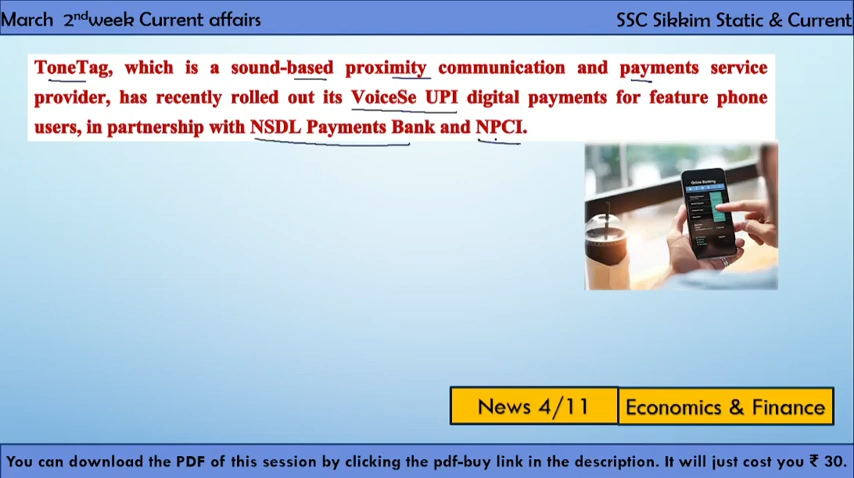 March 2nd week Current affairs
SSC Sikkim Static & Current
ToneTag, which is a sound-based proximity communication and payments service
provider, has recently rolled out its VoiceSe UPI digital payments for feature phone
users, in partnership with NSDL Payments Bank and NPCI.
Online Banking
News 4/11
Economics & Finance
You can download the PDF of this session by clicking the pdf-buy link in the description. It will just cost you ₹ 30.